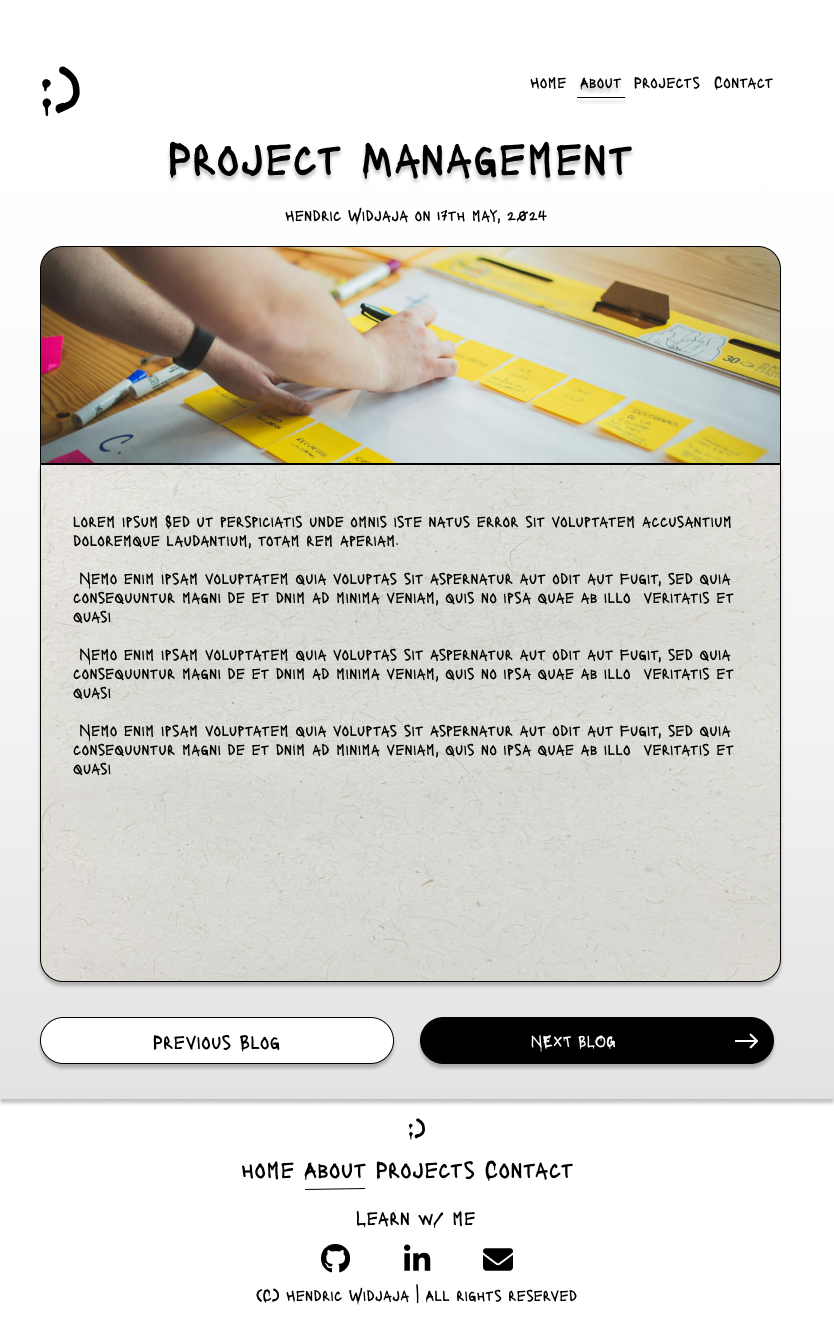 Home About Projects Contact
Project Management
Hendric Widjaja on 17th May, 2024
30
Lorem ipsum Sed ut perspiciatis unde omnis iste natus error sit voluptatem accusantium
doloremque laudantium, totam rem aperiam.
Nemo enim ipsam voluptatem quia voluptas sit aspernatur aut odit aut fugit, sed quia
consequuntur magni de et dnim ad minima veniam, quis no ipsa quae ab illo veritatis et
quasi
Nemo enim ipsam voluptatem quia voluptas sit aspernatur aut odit aut fugit, sed quia
consequuntur magni de et dnim ad minima veniam, quis no ipsa quae ab illo veritatis et
quasi
Nemo enim ipsam voluptatem quia voluptas sit aspernatur aut odit aut fugit, sed quia
consequuntur magni de et dnim ad minima veniam, quis no ipsa quae ab illo veritatis et
quasi
Previous Blog
Next Blog
Home About Projects Contact
Learn w/ me
in
(C) Hendric Widjaja | All rights reserved